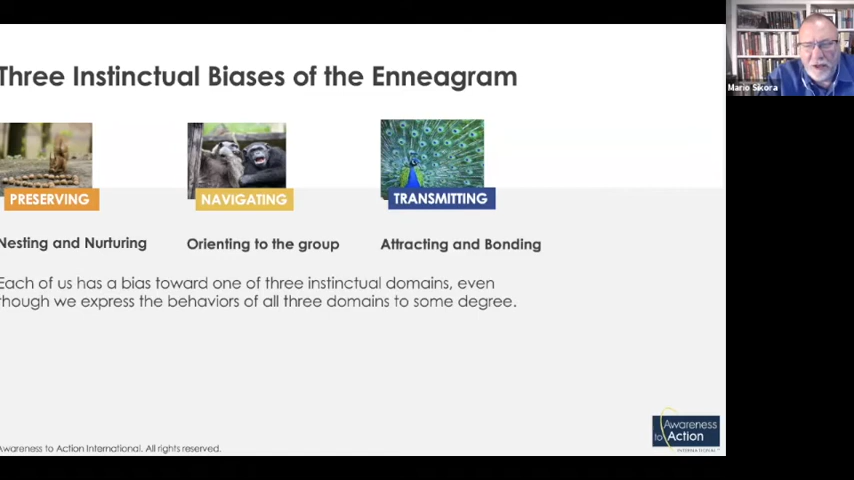 Three Instinctual Biases of the Enneagram
Mario Sikora
PRESERVING
NAVIGATING
TRANSMITTING
Nesting and Nurturing
Orienting to the group
Attracting and Bonding
Each of us has a bias toward one of three instinctual domains, even
though we express the behaviors of all three domains to some degree.
Awareness
to Action
INTERNATIONAL
Awareness to Action International. All rights reserved.